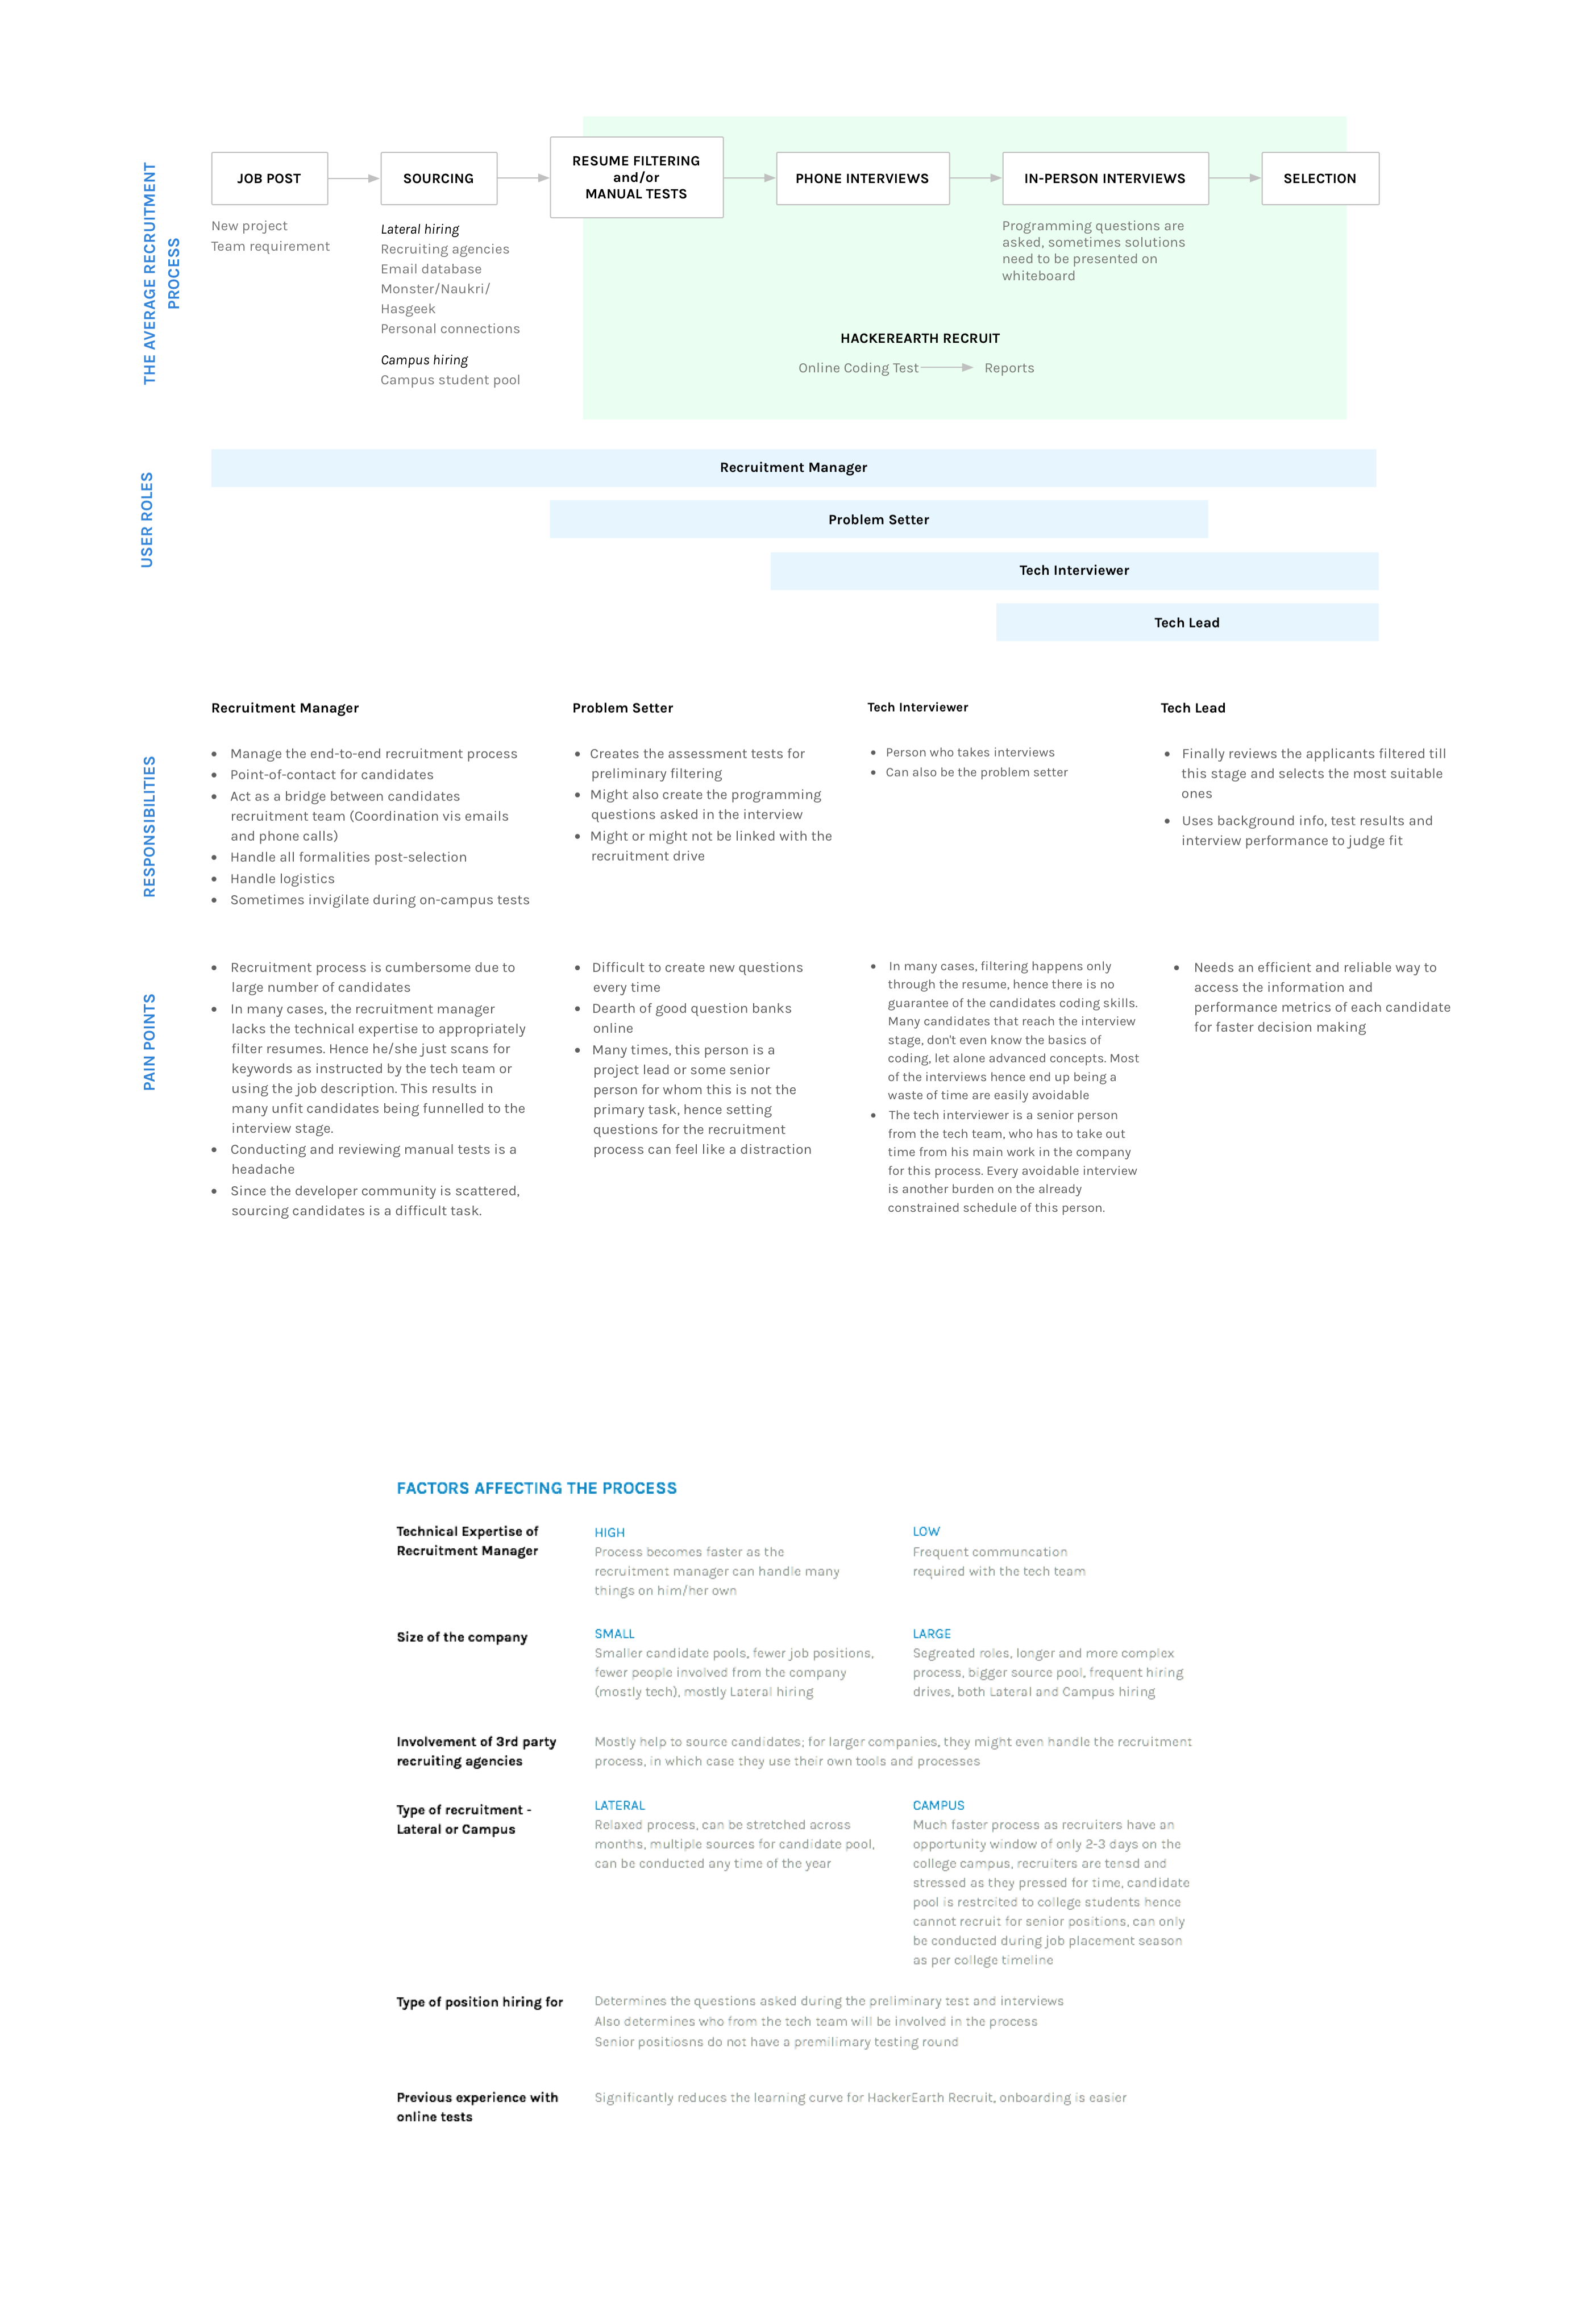 THE AVERAGE RECRUITMENT
PROCESS
JOB POST
New project
Team requirement
SOURCING
Lateral hiring
Recruiting agencies
Email database
Monster/Naukri/
Hasgeek
Personal connections
Campus hiring
Campus student pool
RESUME FILTERING
and/or
MANUAL TESTS
PHONE INTERVIEWS
IN-PERSON INTERVIEWS
Programming questions are
asked, sometimes solutions
need to be presented on
whiteboard
SELECTION
HACKEREARTH RECRUIT
Online Coding Test
Reports
USER ROLES
Recruitment Manager
Problem Setter
Tech Interviewer
Tech Lead
RESPONSIBILITIES
Recruitment Manager
• Manage the end-to-end recruitment process
• Point-of-contact for candidates
• Act as a bridge between candidates
recruitment team (Coordination vis emails
and phone calls)
• Handle all formalities post-selection
• Handle logistics
• Sometimes invigilate during on-campus tests
Problem Setter
• Creates the assessment tests for
preliminary filtering
• Might also create the programming
questions asked in the interview
• Might or might not be linked with the
recruitment drive
Tech Interviewer
• Person who takes interviews
• Can also be the problem setter
Tech Lead
• Finally reviews the applicants filtered till
this stage and selects the most suitable
ones
• Uses background info, test results and
interview performance to judge fit
PAIN POINTS
• Recruitment process is cumbersome due to
large number of candidates
• In many cases, the recruitment manager
lacks the technical expertise to appropriately
filter resumes. Hence he/she just scans for
keywords as instructed by the tech team or
using the job description. This results in
many unfit candidates being funnelled to the
interview stage.
• Conducting and reviewing manual tests is a
headache
• Since the developer community is scattered,
sourcing candidates is a difficult task.
• Difficult to create new questions
every time
• Dearth of good question banks
online
• Many times, this person is a
project lead or some senior
person for whom this is not the
primary task, hence setting
questions for the recruitment
process can feel like a distraction
• In many cases, filtering happens only
through the resume, hence there is no
guarantee of the candidates coding skills.
Many candidates that reach the interview
stage, don't even know the basics of
coding, let alone advanced concepts. Most
of the interviews hence end up being a
waste of time are easily avoidable
• The tech interviewer is a senior person
from the tech team, who has to take out
time from his main work in the company
for this process. Every avoidable interview
is another burden on the already
constrained schedule of this person.
• Needs an efficient and reliable way to
access the information and
performance metrics of each candidate
for faster decision making
FACTORS AFFECTING THE PROCESS
Technical Expertise of
Recruitment Manager
HIGH
Process becomes faster as the
recruitment manager can handle many
things on him/her own
LOW
Frequent communcation
required with the tech team
Size of the company
SMALL
Smaller candidate pools, fewer job positions,
fewer people involved from the company
(mostly tech), mostly Lateral hiring
LARGE
Segreated roles, longer and more complex
process, bigger source pool, frequent hiring
drives, both Lateral and Campus hiring
Involvement of 3rd party
recruiting agencies
Mostly help to source candidates; for larger companies, they might even handle the recruitment
process, in which case they use their own tools and processes
Type of recruitment -
Lateral or Campus
LATERAL
Relaxed process, can be stretched across
months, multiple sources for candidate pool,
can be conducted any time of the year
CAMPUS
Much faster process as recruiters have an
opportunity window of only 2-3 days on the
college campus, recruiters are tensd and
stressed as they pressed for time, candidate
pool is restrcited to college students hence
cannot recruit for senior positions, can only
be conducted during job placement season
as per college timeline
Type of position hiring for
Determines the questions asked during the preliminary test and interviews
Also determines who from the tech team will be involved in the process
Senior positiosns do not have a premilimary testing round
Previous experience with
online tests
Significantly reduces the learning curve for HackerEarth Recruit, onboarding is easier